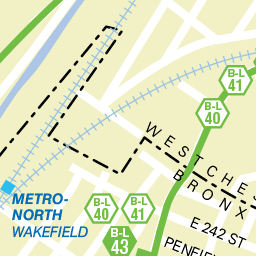 B-L
41
B-L
40
WESTCHES
BRONX
METRO-
NORTH
WAKEFIELD
B-L
40
B-L
41
B-L
43
E 242 ST
PENFIE